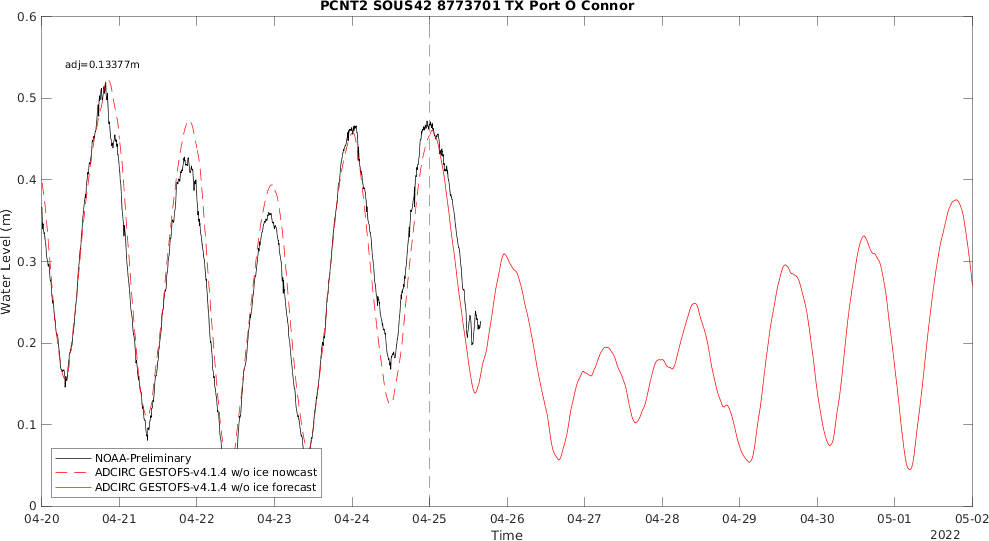 PCNT2 SOUS42 8773701 TX Port O Connor
adj=0.13377m
Water Level (m)
0.6
0.5
0.4
0.3
0.2
0.1
0
NOAA-Preliminary
ADCIRC GESTOFS-v4.1.4 w/o ice nowcast
ADCIRC GESTOFS-v4.1.4 w/o ice forecast
04-20 04-21 04-22 04-23 04-24 04-25 04-26 04-27 04-28 04-29 04-30 05-01 05-02
Time
2022